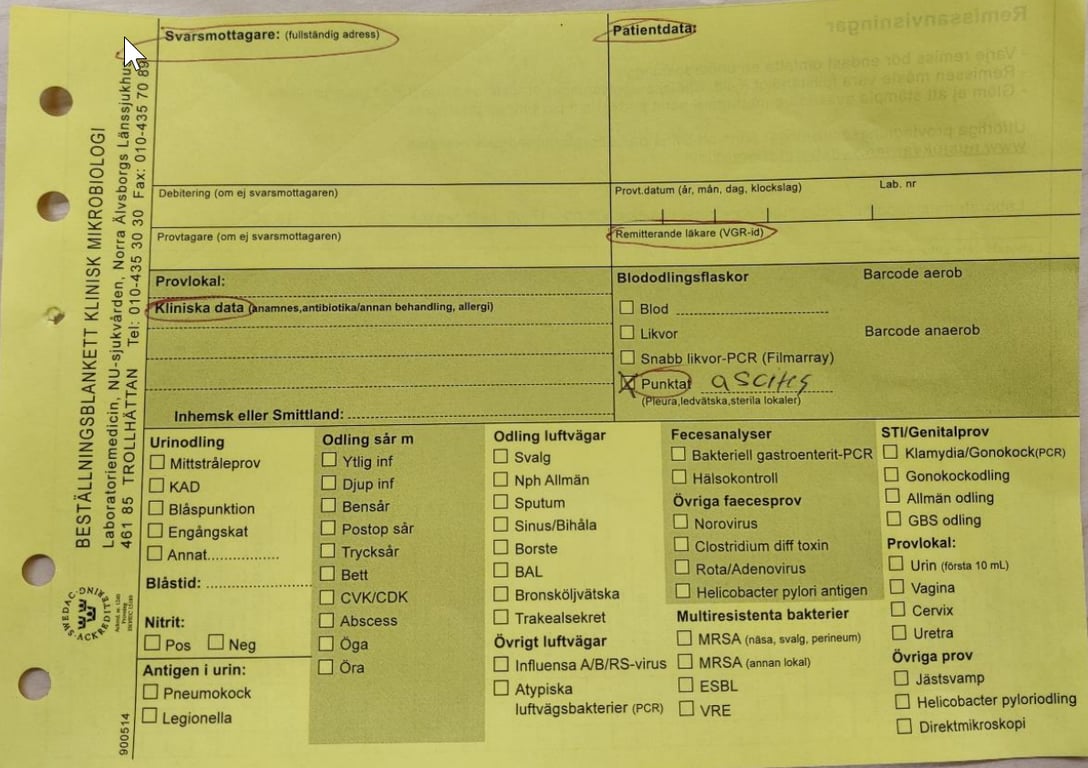 BESTÄLLNINGSBLANKETT KLINISK MIKROBIOLOGI
Laboratoriemedicin, NU-sjukvården, Norra Älvsborgs Länssjukhus
461 85 TROLLHÄTTAN Tel: 010-435 30 30 Fax: 010-435 70 89
SWEDAC ACKREDITERING
900514
Svarsmottagare: (fullständig adress)
Patientdata:
Debitering (om ej svarsmottagaren)
Provt.datum (år, mån, dag, klockslag)
Lab. nr
Provtagare (om ej svarsmottagaren)
Remitterande läkare (VGR-id)
Provlokal:
Kliniska data (anamnes,antibiotika/annan behandling, allergi)
Inhemsk eller Smittland:
Blododlingsflaskor
Barcode aerob
Blod
Likvor
Barcode anaerob
Snabb likvor-PCR (Filmarray)
Punktat ascites
(Pleura,ledvätska,sterila lokaler)
Urinodling
Mittstråleprov
KAD
Blåspunktion
Engångskat
Annat
Blåstid:
Nitrit:
Pos Neg
Antigen i urin:
Pneumokock
Legionella
Odling sår m
Ytlig inf
Djup inf
Bensår
Postop sår
Trycksår
Bett
CVK/CDK
Abscess
Öga
Öra
Odling luftvägar
Svalg
Nph Allmän
Sputum
Sinus/Bihåla
Borste
BAL
Bronsköljvätska
Trakealsekret
Övrigt luftvägar
Influensa A/B/RS-virus
Atypiska
luftvägsbakterier (PCR)
Fecesanalyser
Bakteriell gastroenterit-PCR
Hälsokontroll
Övriga faecesprov
Norovirus
Clostridium diff toxin
Rota/Adenovirus
Helicobacter pylori antigen
Multiresistenta bakterier
MRSA (näsa, svalg, perineum)
MRSA (annan lokal)
ESBL
VRE
STI/Genitalprov
Klamydia/Gonokock(PCR)
Gonokockodling
Allmän odling
GBS odling
Provlokal:
Urin (första 10 mL)
Vagina
Cervix
Uretra
Övriga prov
Jästsvamp
Helicobacter pyloriodling
Direktmikroskopi